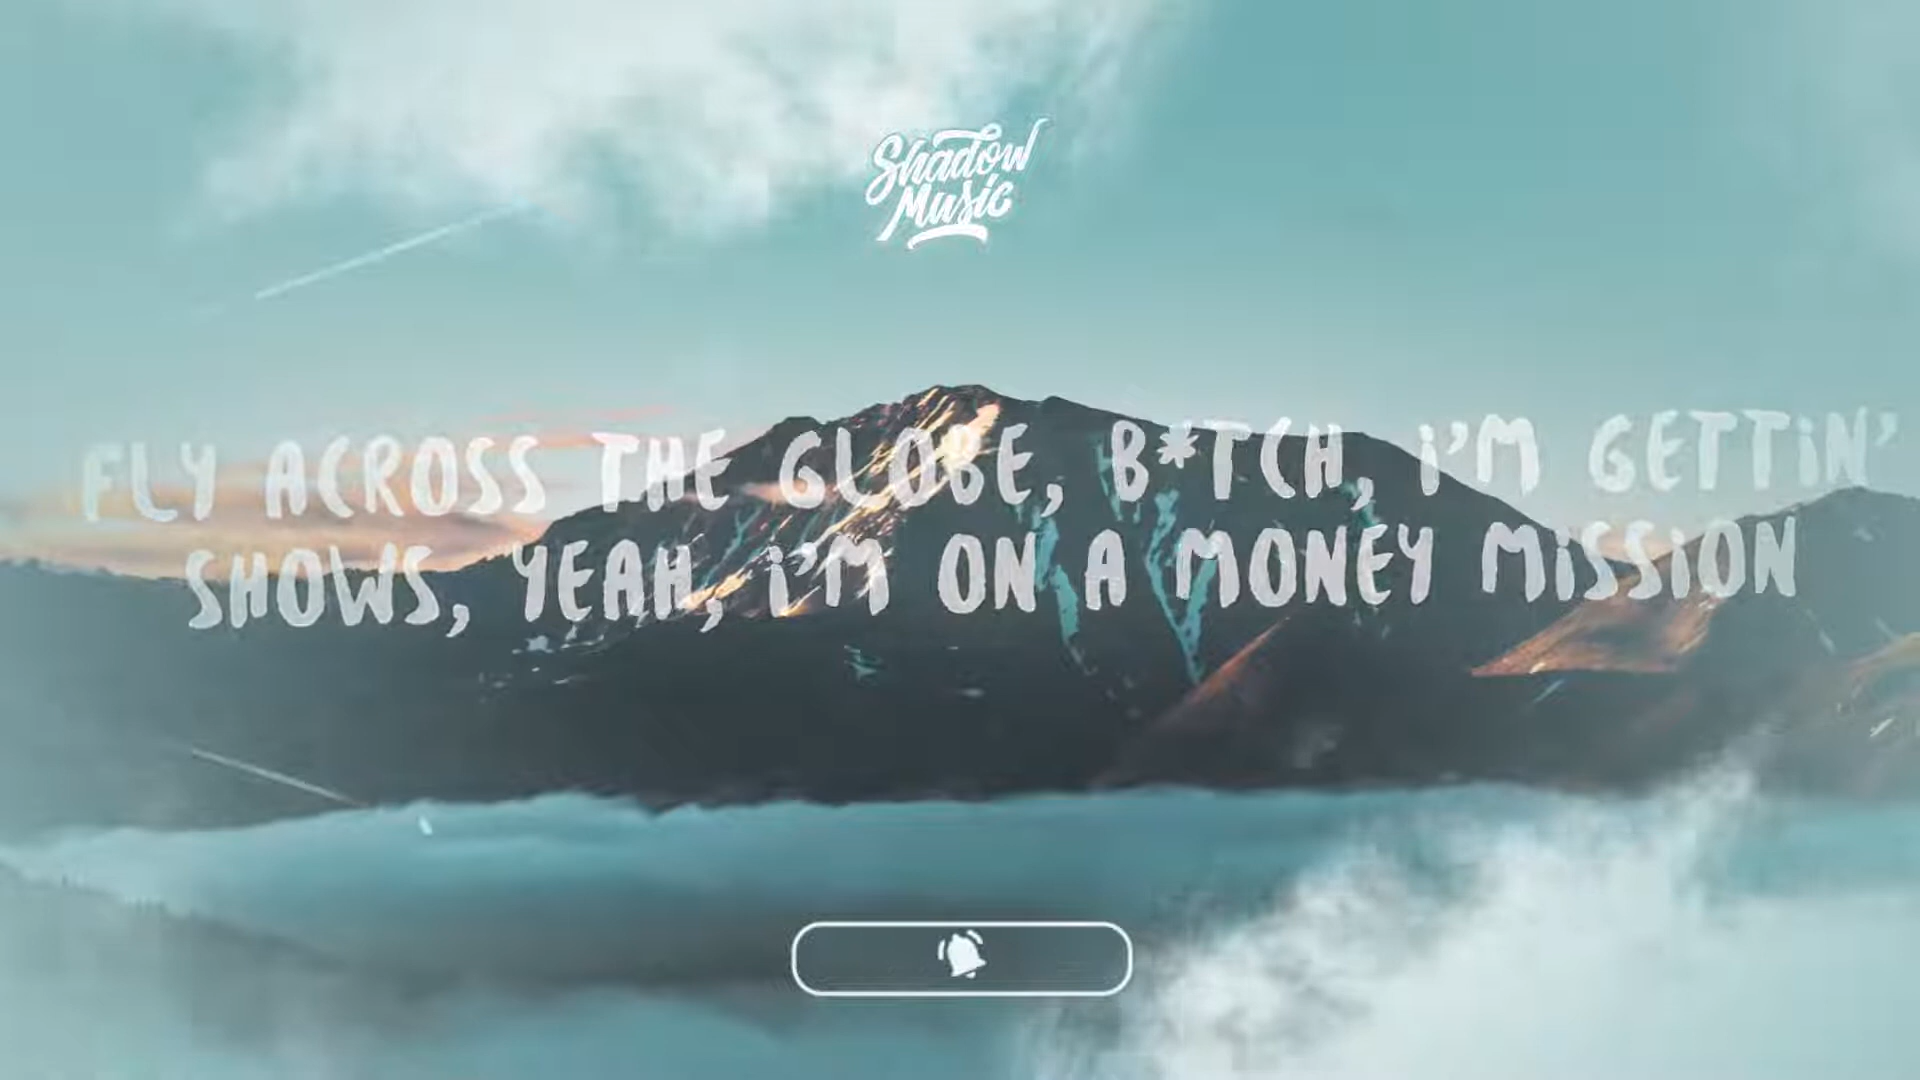 Shadow
Music
FLY ACROSS THE GLOBE, B*TCH, i'M GETTiN'
SHOWS, YEAH, i'M ON A MONEY MiSSiON